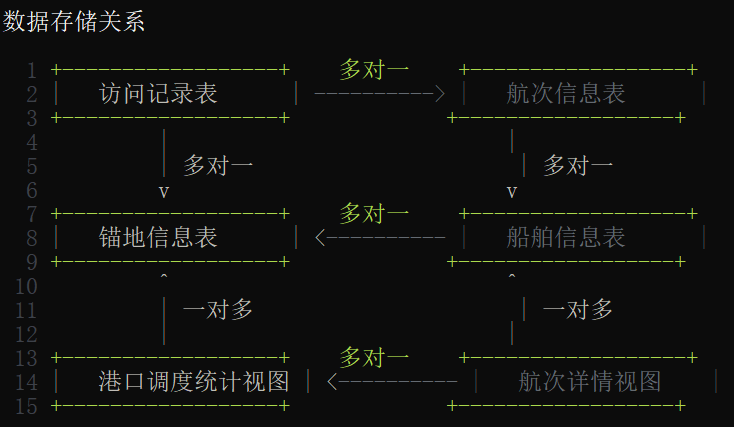 数据存储关系
1 +------------------+    多对一    +------------------+
2 |   访问记录表      | ----------> |   航次信息表      |
3 +------------------+             +------------------+
4          |                            |
5          | 多对一                      | 多对一
6          v                            v
7 +------------------+    多对一    +------------------+
8 |   锚地信息表      | <---------- |   船舶信息表      |
9 +------------------+             +------------------+
10         ^                            ^
11         | 一对多                      | 一对多
12         |                            |
13 +------------------+    多对一    +------------------+
14 |   港口调度统计视图 | <---------- |   航次详情视图    |
15 +------------------+             +------------------+